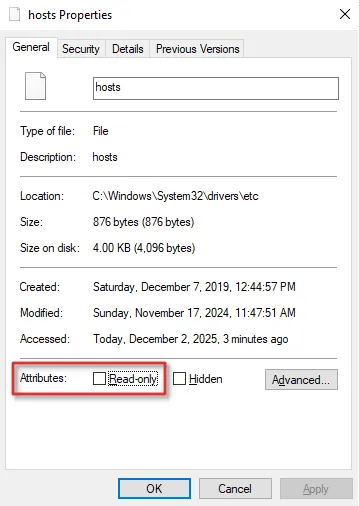 hosts Properties
General Security Details Previous Versions
hosts
Type of file: File
Description: hosts
Location: C:\Windows\System32\drivers\etc
Size: 876 bytes (876 bytes)
Size on disk: 4.00 KB (4,096 bytes)
Created: Saturday, December 7, 2019, 12:44:57 PM
Modified: Sunday, November 17, 2024, 11:47:51 AM
Accessed: Today, December 2, 2025, 3 minutes ago
Attributes: Read-only Hidden Advanced...
OK Cancel Apply